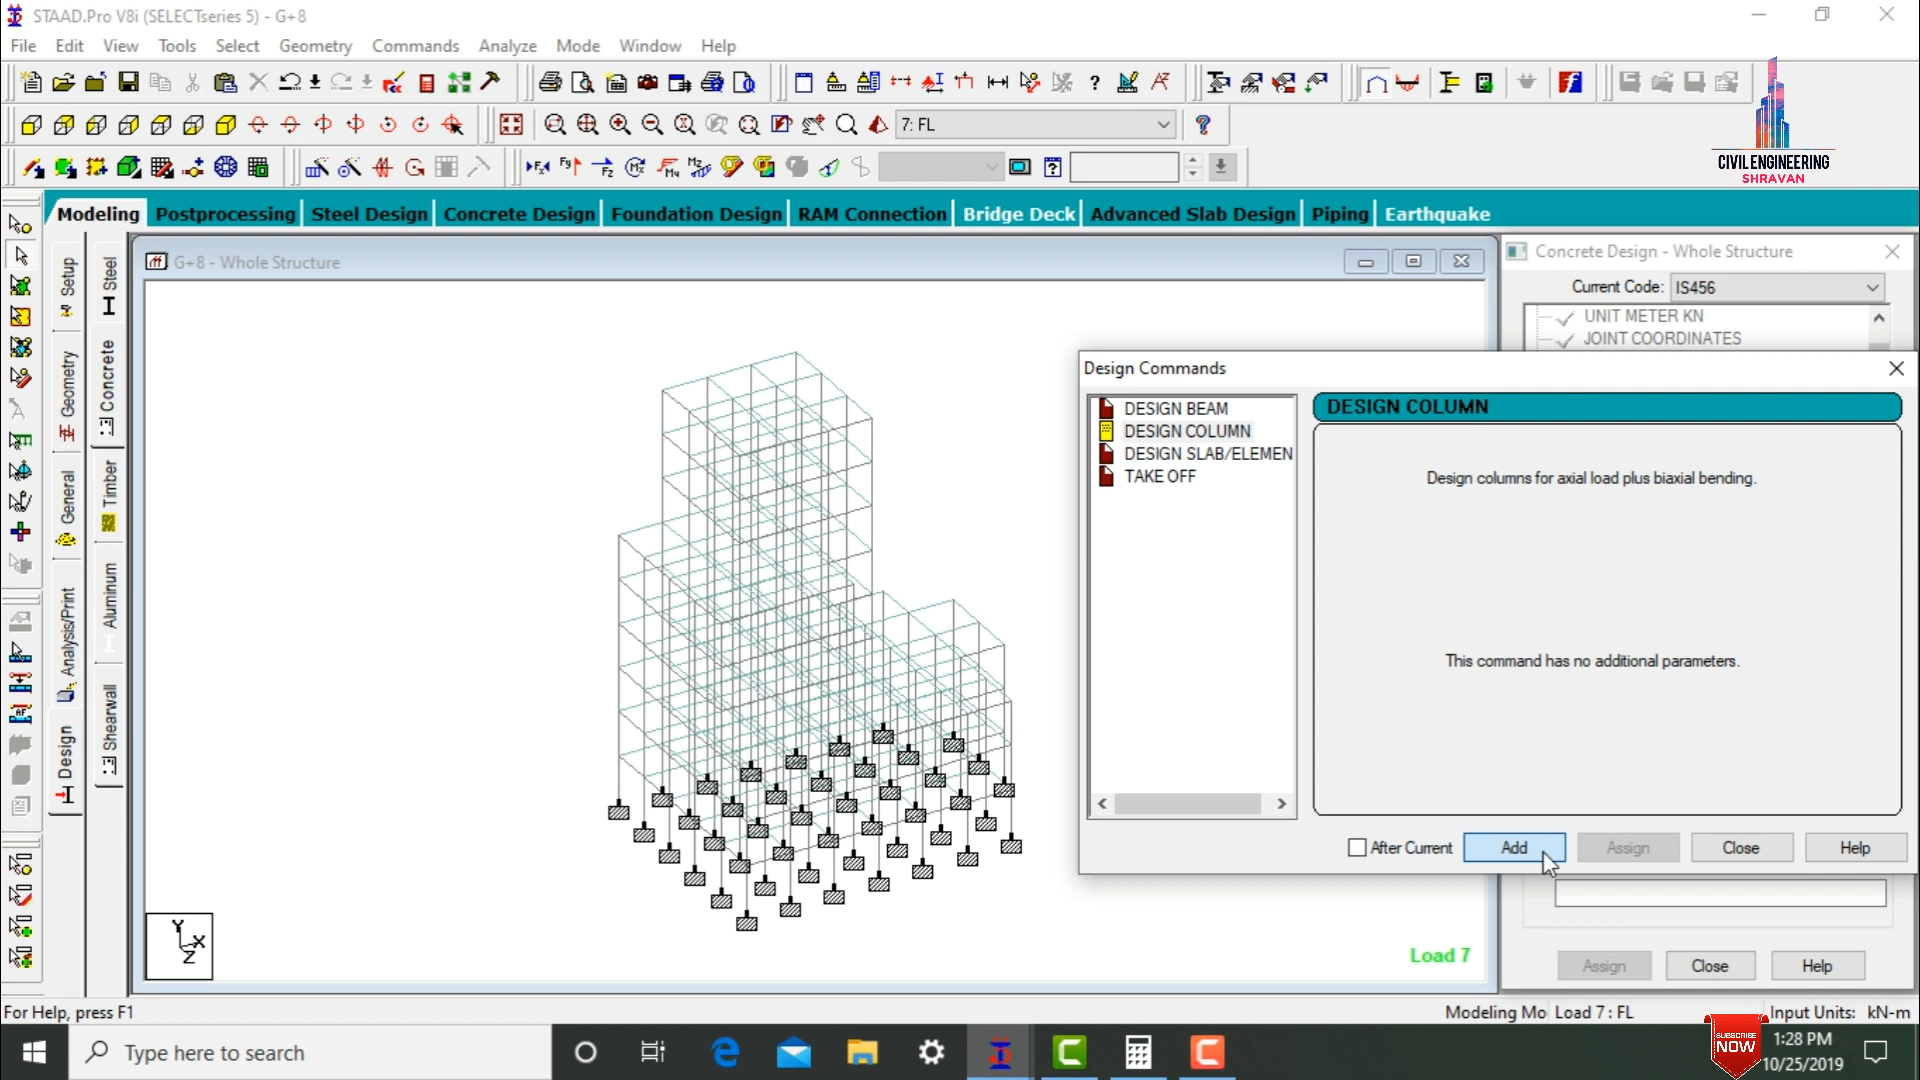 STAAD.Pro V8i (SELECTseries 5) - G+8
File Edit View Tools Select Geometry Commands Analyze Mode Window Help
7: FL
CIVIL ENGINEERING
SHRAVAN
Modeling Postprocessing Steel Design Concrete Design Foundation Design RAM Connection Bridge Deck Advanced Slab Design Piping Earthquake
Setup
Geometry
General
Analysis/Print
Design
Steel
Concrete
Timber
Aluminum
Shearwall
G+8 - Whole Structure
Y
X
Z
Load 7
Concrete Design - Whole Structure
Current Code: IS456
UNIT METER KN
JOINT COORDINATES
Design Commands
DESIGN BEAM
DESIGN COLUMN
DESIGN SLAB/ELEMEN
TAKE OFF
DESIGN COLUMN
Design columns for axial load plus biaxial bending.
This command has no additional parameters.
After Current Add Assign Close Help
Assign Close Help
For Help, press F1
Modeling Mo Load 7 : FL Input Units: kN-m
Type here to search
SUBSCRIBE
NOW
1:28 PM
10/25/2019